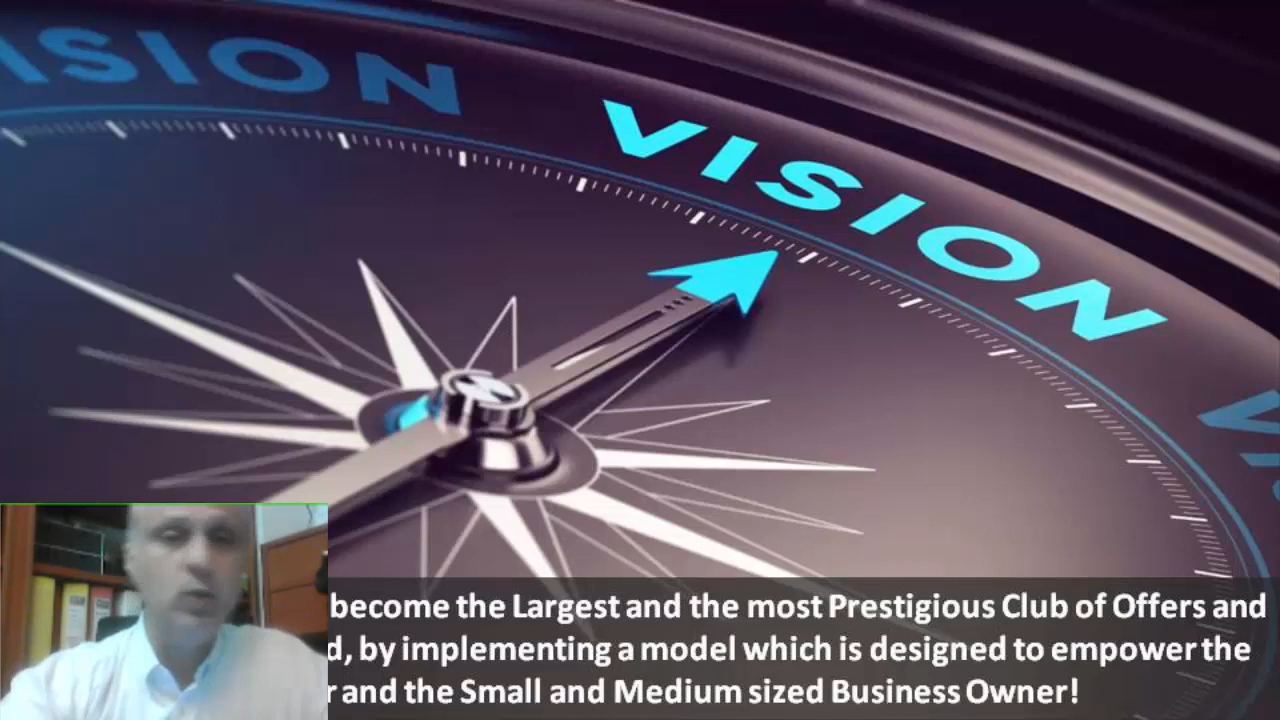 ISION
VISION
become the Largest and the most Prestigious Club of Offers and
by implementing a model which is designed to empower the
and the Small and Medium sized Business Owner!